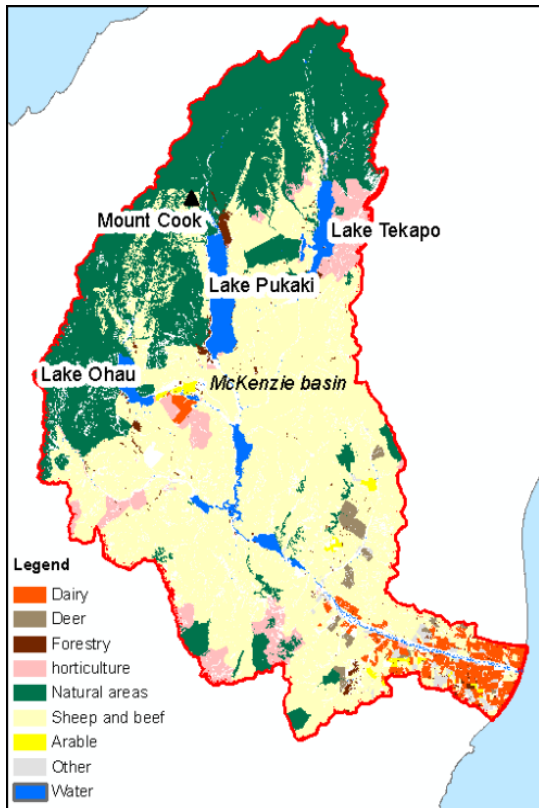 Mount Cook
Lake Tekapo
Lake Pukaki
Lake Ohau
McKenzie basin
Legend
Dairy
Deer
Forestry
horticulture
Natural areas
Sheep and beef
Arable
Other
Water